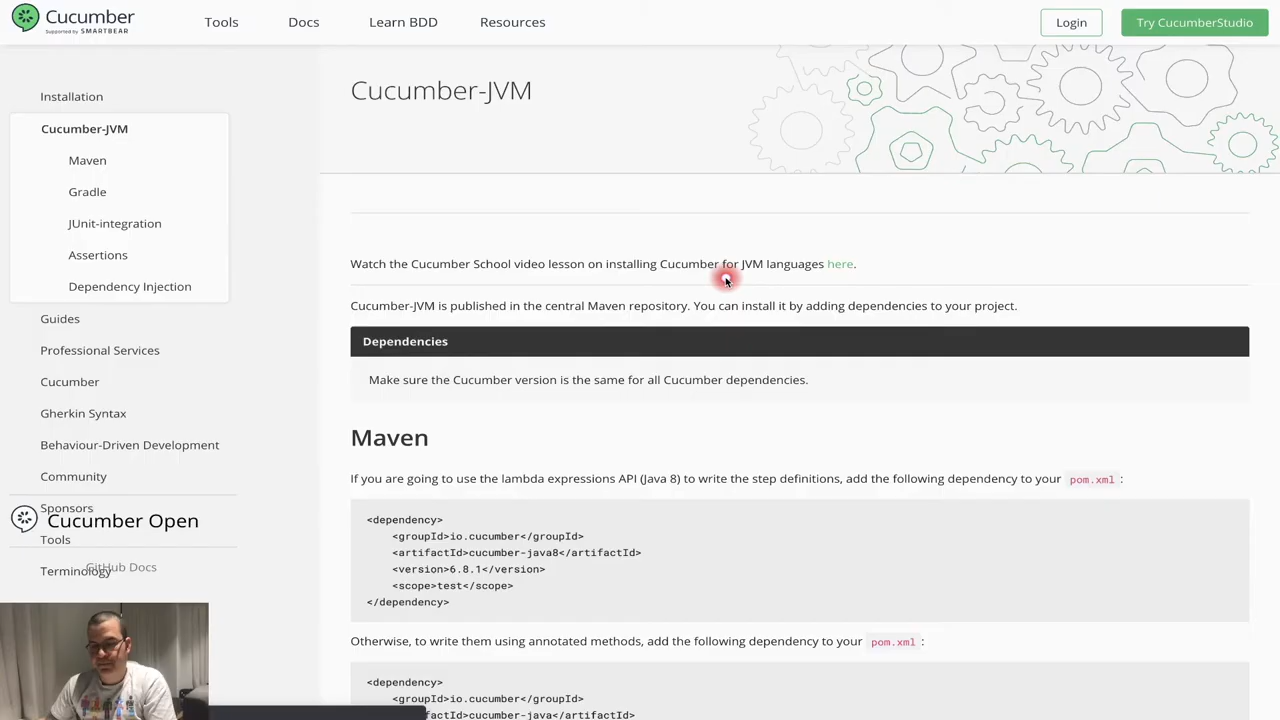 Cucumber
Supported by SMARTBEAR
Tools
Docs
Learn BDD
Resources
Login
Try CucumberStudio
Installation
Cucumber-JVM
Maven
Gradle
JUnit-integration
Assertions
Dependency Injection
Guides
Professional Services
Cucumber
Gherkin Syntax
Behaviour-Driven Development
Community
Sponsors
Cucumber Open
Tools
GitHub Docs
Terminology
Cucumber-JVM
Watch the Cucumber School video lesson on installing Cucumber for JVM languages here.
Cucumber-JVM is published in the central Maven repository. You can install it by adding dependencies to your project.
Dependencies
Make sure the Cucumber version is the same for all Cucumber dependencies.
Maven
If you are going to use the lambda expressions API (Java 8) to write the step definitions, add the following dependency to your pom.xml :
<dependency>
<groupId>io.cucumber</groupId>
<artifactId>cucumber-java8</artifactId>
<version>6.8.1</version>
<scope>test</scope>
</dependency>
Otherwise, to write them using annotated methods, add the following dependency to your pom.xml :
<dependency>
<groupId>io.cucumber</groupId>
factId>cucumber-java</artifactId>